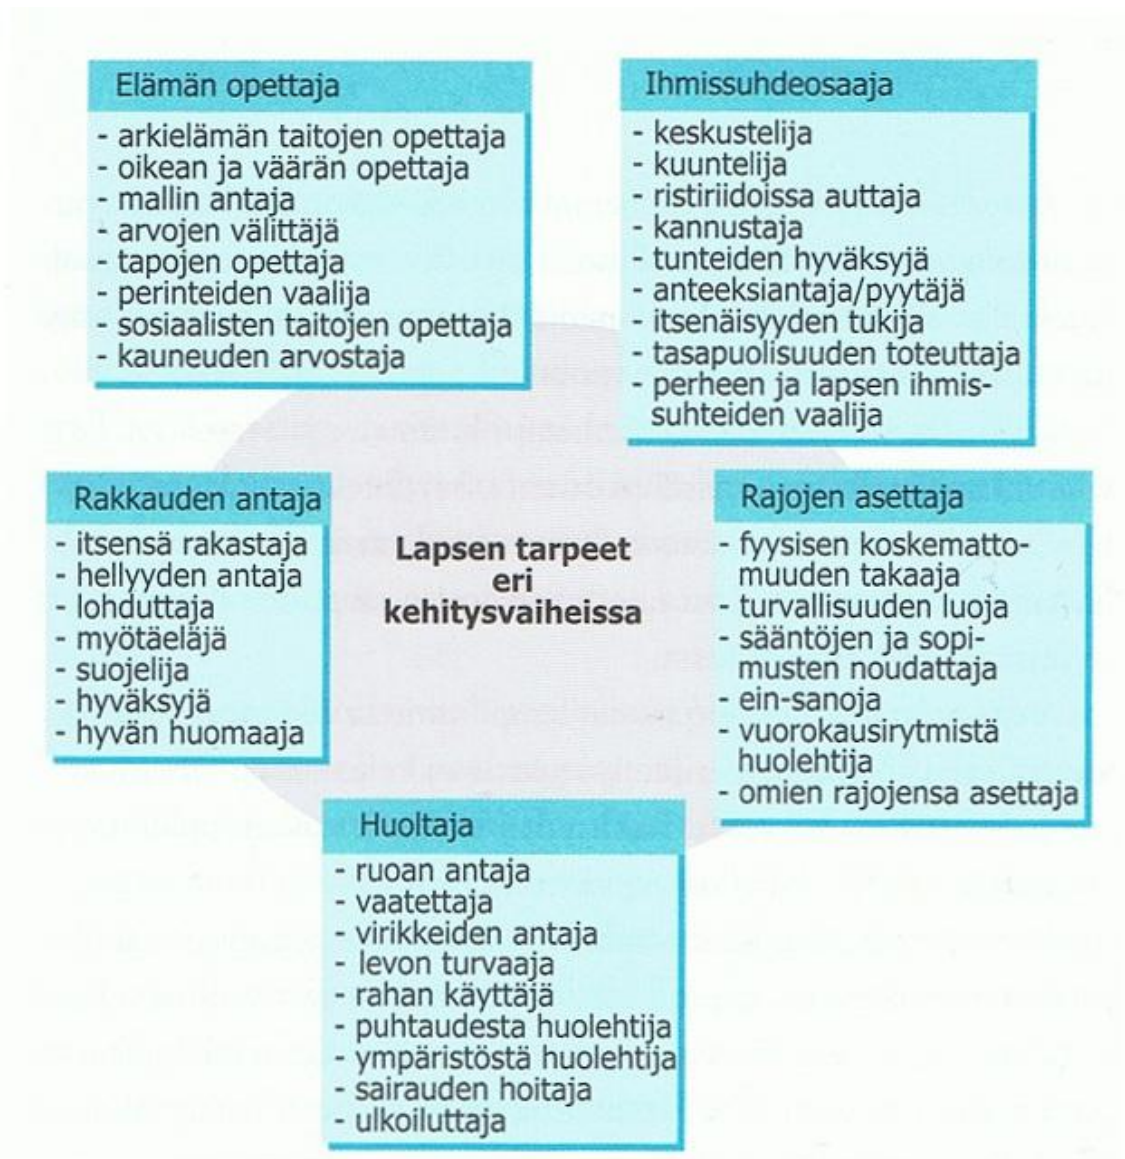 Elämän opettaja
- arkielämän taitojen opettaja
- oikean ja väärän opettaja
- mallin antaja
- arvojen välittäjä
- tapojen opettaja
- perinteiden vaalija
- sosiaalisten taitojen opettaja
- kauneuden arvostaja
Ihmissuhdeosaaja
- keskustelija
- kuuntelija
- ristiriidoissa auttaja
- kannustaja
- tunteiden hyväksyjä
- anteeksiantaja/pyytäjä
- itsenäisyyden tukija
- tasapuolisuuden toteuttaja
- perheen ja lapsen ihmis-
suhteiden vaalija
Rakkauden antaja
- itsensä rakastaja
- hellyyden antaja
- lohduttaja
- myötäeläjä
- suojelija
- hyväksyjä
- hyvän huomaaja
Lapsen tarpeet
eri
kehitysvaiheissa
Rajojen asettaja
- fyysisen koskematto-
muuden takaaja
- turvallisuuden luoja
- sääntöjen ja sopi-
musten noudattaja
- ein-sanoja
- vuorokausirytmistä
huolehtija
- omien rajojensa asettaja
Huoltaja
- ruoan antaja
- vaatettaja
- virikkeiden antaja
- levon turvaaja
- rahan käyttäjä
- puhtaudesta huolehtija
- ympäristöstä huolehtija
- sairauden hoitaja
- ulkoiluttaja